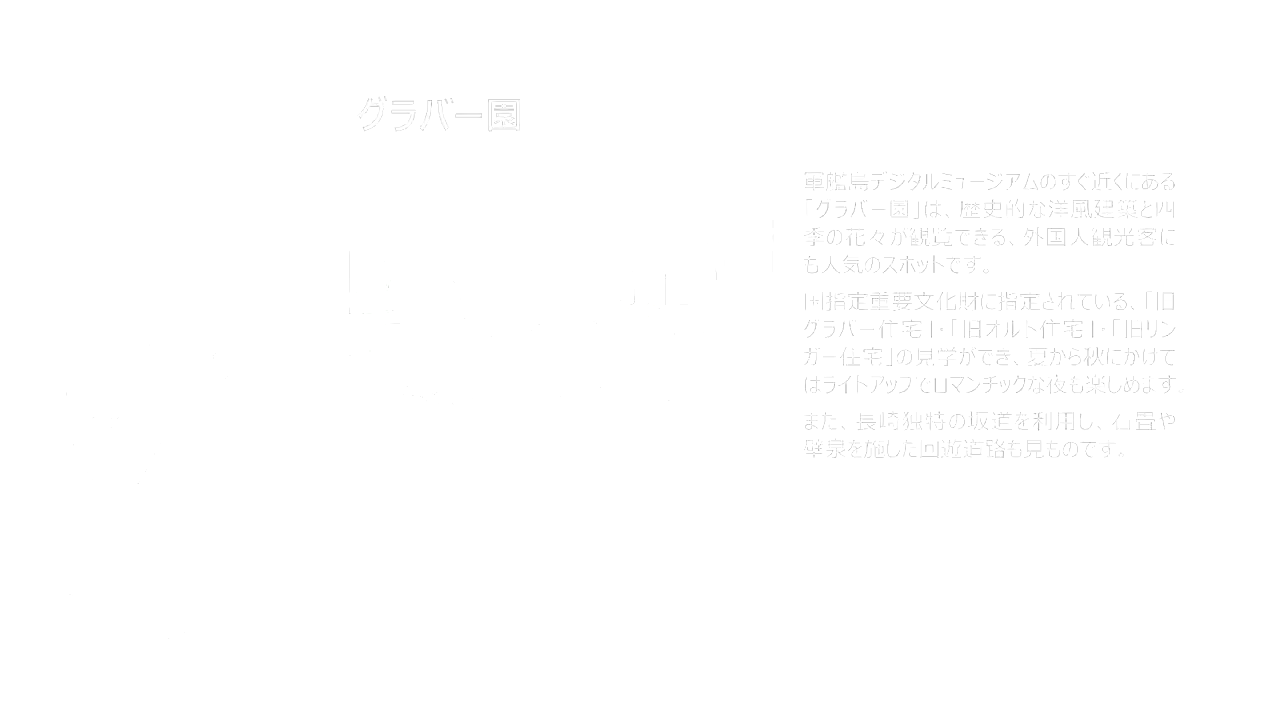 グラバー園
軍艦島デジタルミュージアムのすぐ近くにある
「グラバー園」は、歴史的な洋風建築と四
季の花々が観覧できる、外国人観光客に
も人気のスポットです。
国指定重要文化財に指定されている、「旧
グラバー住宅」・「旧オルト住宅」・「旧リン
ガー住宅」の見学ができ、夏から秋にかけて
はライトアップでロマンチックな夜も楽しめます。
また、長崎独特の坂道を利用し、石畳や
壁泉を施した回遊道路も見ものです。